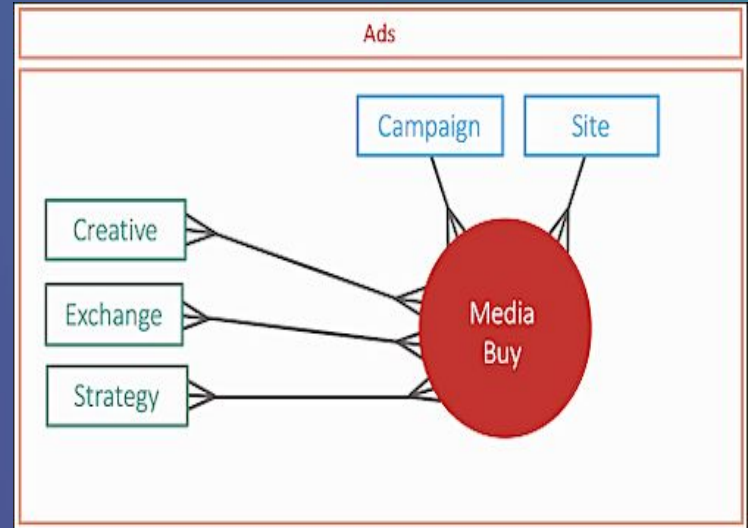 Ads
Campaign
Site
Creative
Exchange
Strategy
Media
Buy